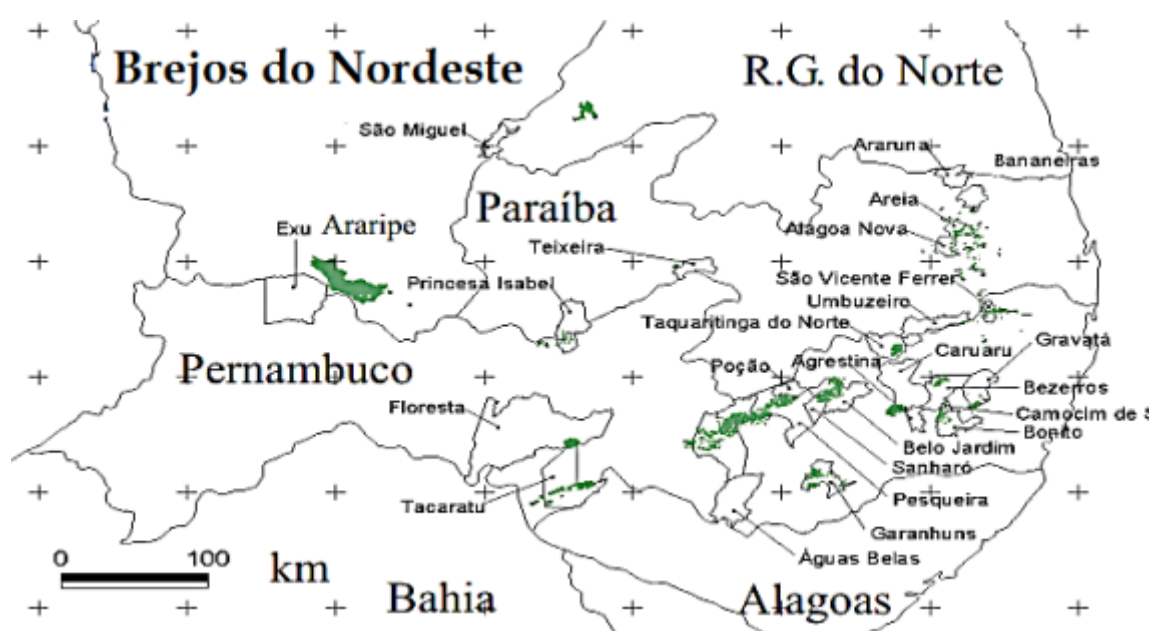 Brejos do Nordeste
R.G. do Norte
São Miguel
Araruna
Bananeiras
Paraíba
Areia
Alagoa Nova
Exu
Araripe
Teixeira
Princesa Isabel
São Vicente Ferrer
Umbuzeiro
Taquaritinga do Norte
Gravatá
Pernambuco
Poção
Agrestina
Caruaru
Bezerros
Floresta
Camocim de S
Bonito
Belo Jardim
Sanharó
Tacaratu
Pesqueira
Garanhuns
Águas Belas
0 100
km
Bahia
Alagoas